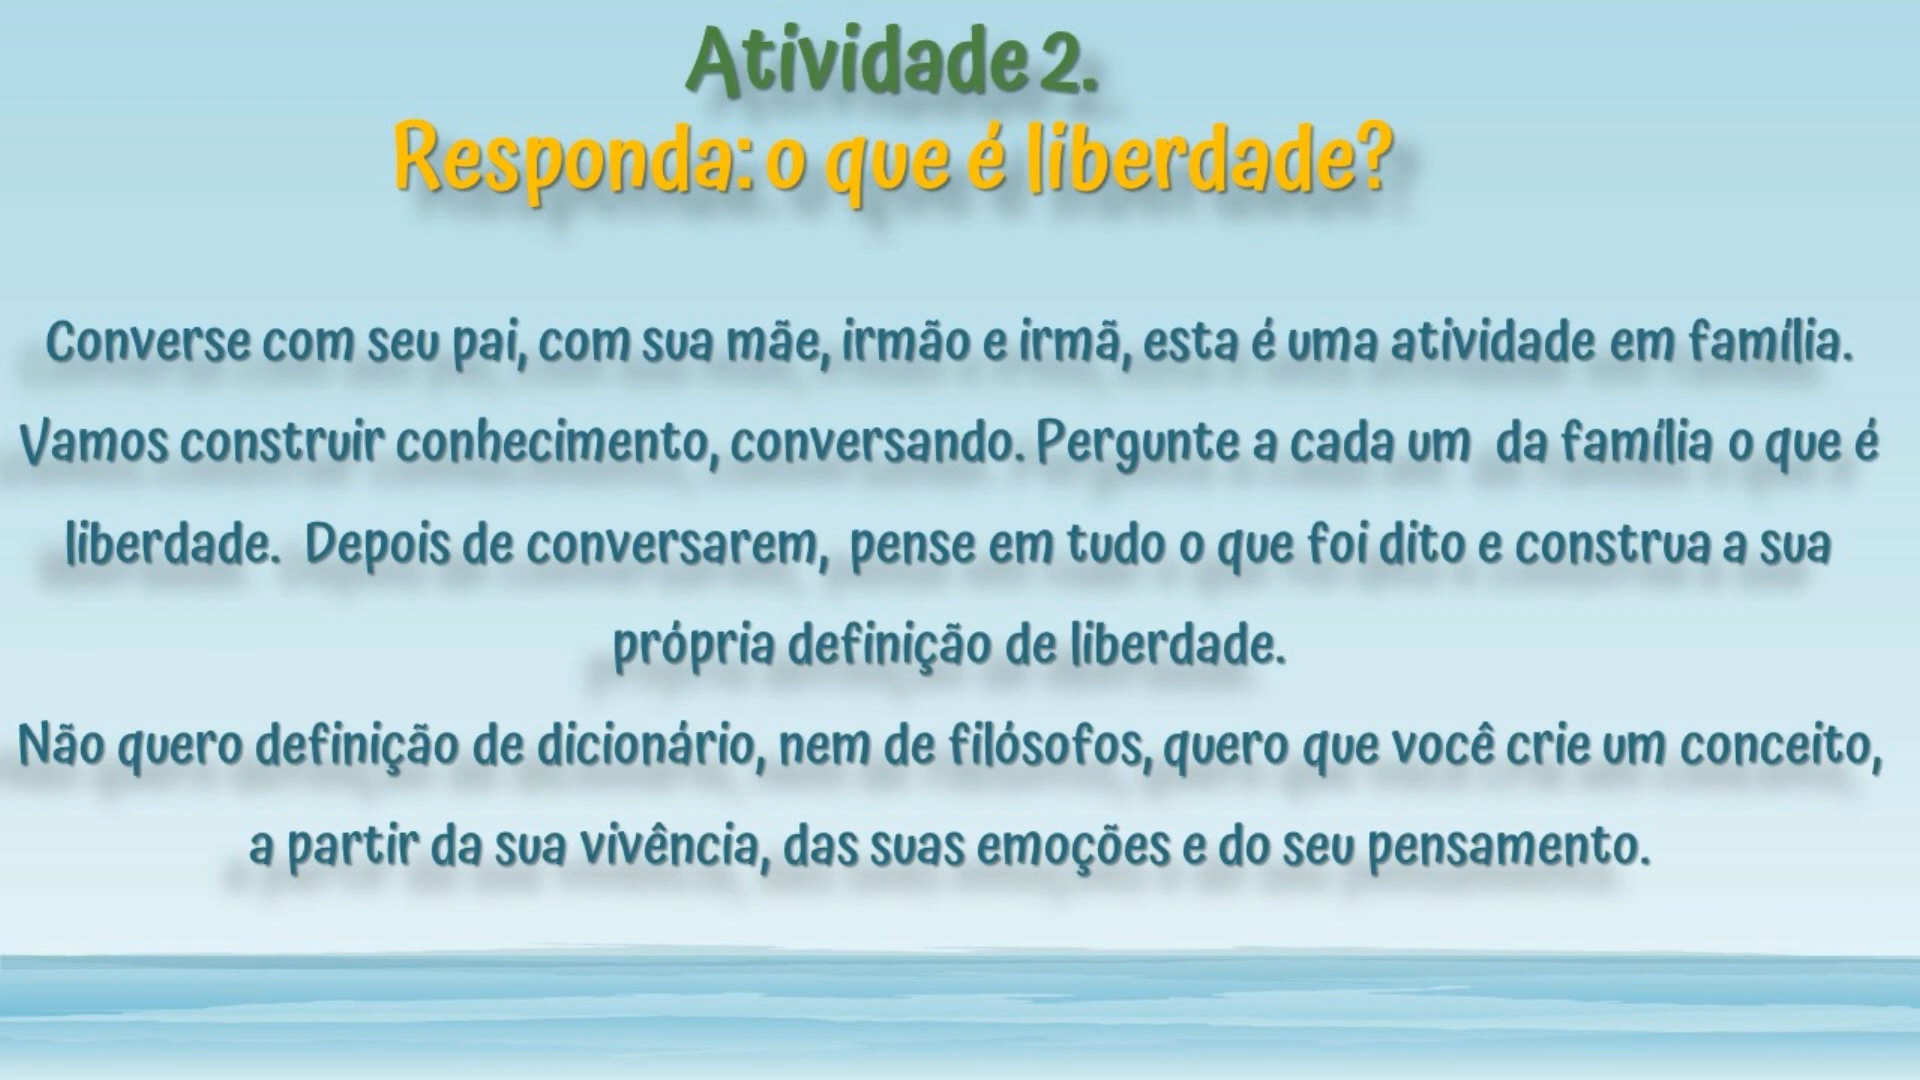 Atividade 2.
Responda: o que é liberdade?
Converse com seu pai, com sua mãe, irmão e irmã, esta é uma atividade em família.
Vamos construir conhecimento, conversando. Pergunte a cada um da família o que é
liberdade. Depois de conversarem, pense em tudo o que foi dito e construa a sua
própria definição de liberdade.
Não quero definição de dicionário, nem de filósofos, quero que você crie um conceito,
a partir da sua vivência, das suas emoções e do seu pensamento.